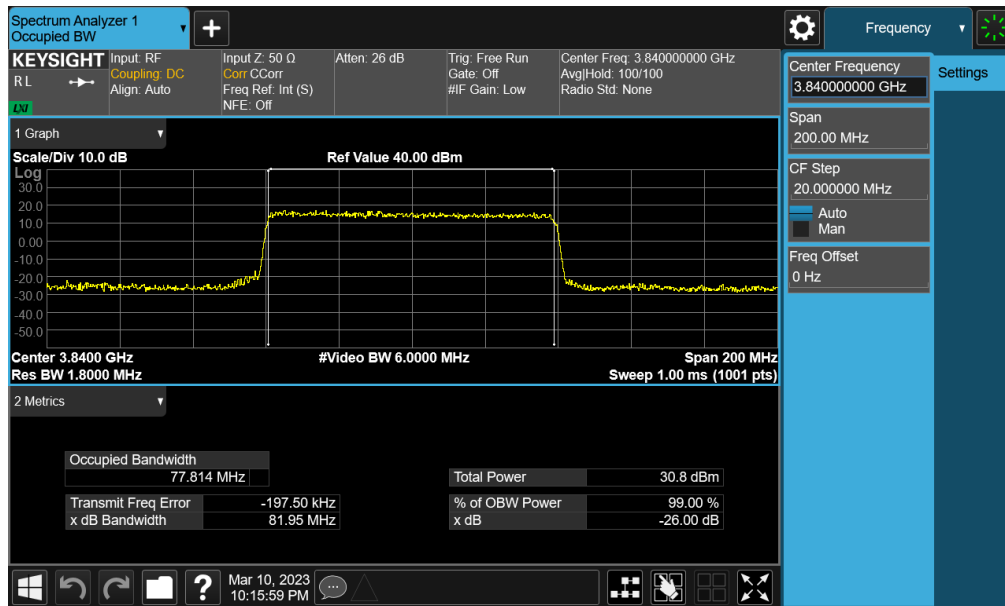 Spectrum Analyzer 1
Occupied BW
Frequency
KEYSIGHT
R L
LXI
Input: RF
Coupling: DC
Align: Auto
Input Z: 50 Ω
Corr CCorr
Freq Ref: Int (S)
NFE: Off
Atten: 26 dB
Trig: Free Run
Gate: Off
#IF Gain: Low
Center Freq: 3.840000000 GHz
Avg|Hold: 100/100
Radio Std: None
Center Frequency
3.840000000 GHz
Settings
Span
200.00 MHz
CF Step
20.000000 MHz
Auto
Man
Freq Offset
0 Hz
1 Graph
Scale/Div 10.0 dB
Ref Value 40.00 dBm
Log
30.0
20.0
10.0
0.00
-10.0
-20.0
-30.0
-40.0
-50.0
Center 3.8400 GHz
#Video BW 6.0000 MHz
Span 200 MHz
Res BW 1.8000 MHz
Sweep 1.00 ms (1001 pts)
2 Metrics
Occupied Bandwidth
77.814 MHz
Total Power 30.8 dBm
Transmit Freq Error -197.50 kHz
% of OBW Power 99.00 %
x dB Bandwidth 81.95 MHz
x dB -26.00 dB
?
Mar 10, 2023
10:15:59 PM